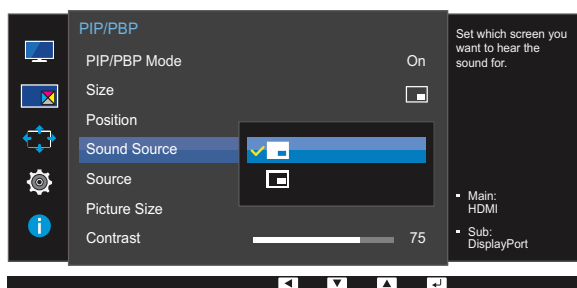 PIP/PBP
PIP/PBP Mode On
Size
Position
Sound Source
Source
Picture Size
Contrast 75
Set which screen you
want to hear the
sound for.
Main:
HDMI
Sub:
DisplayPort